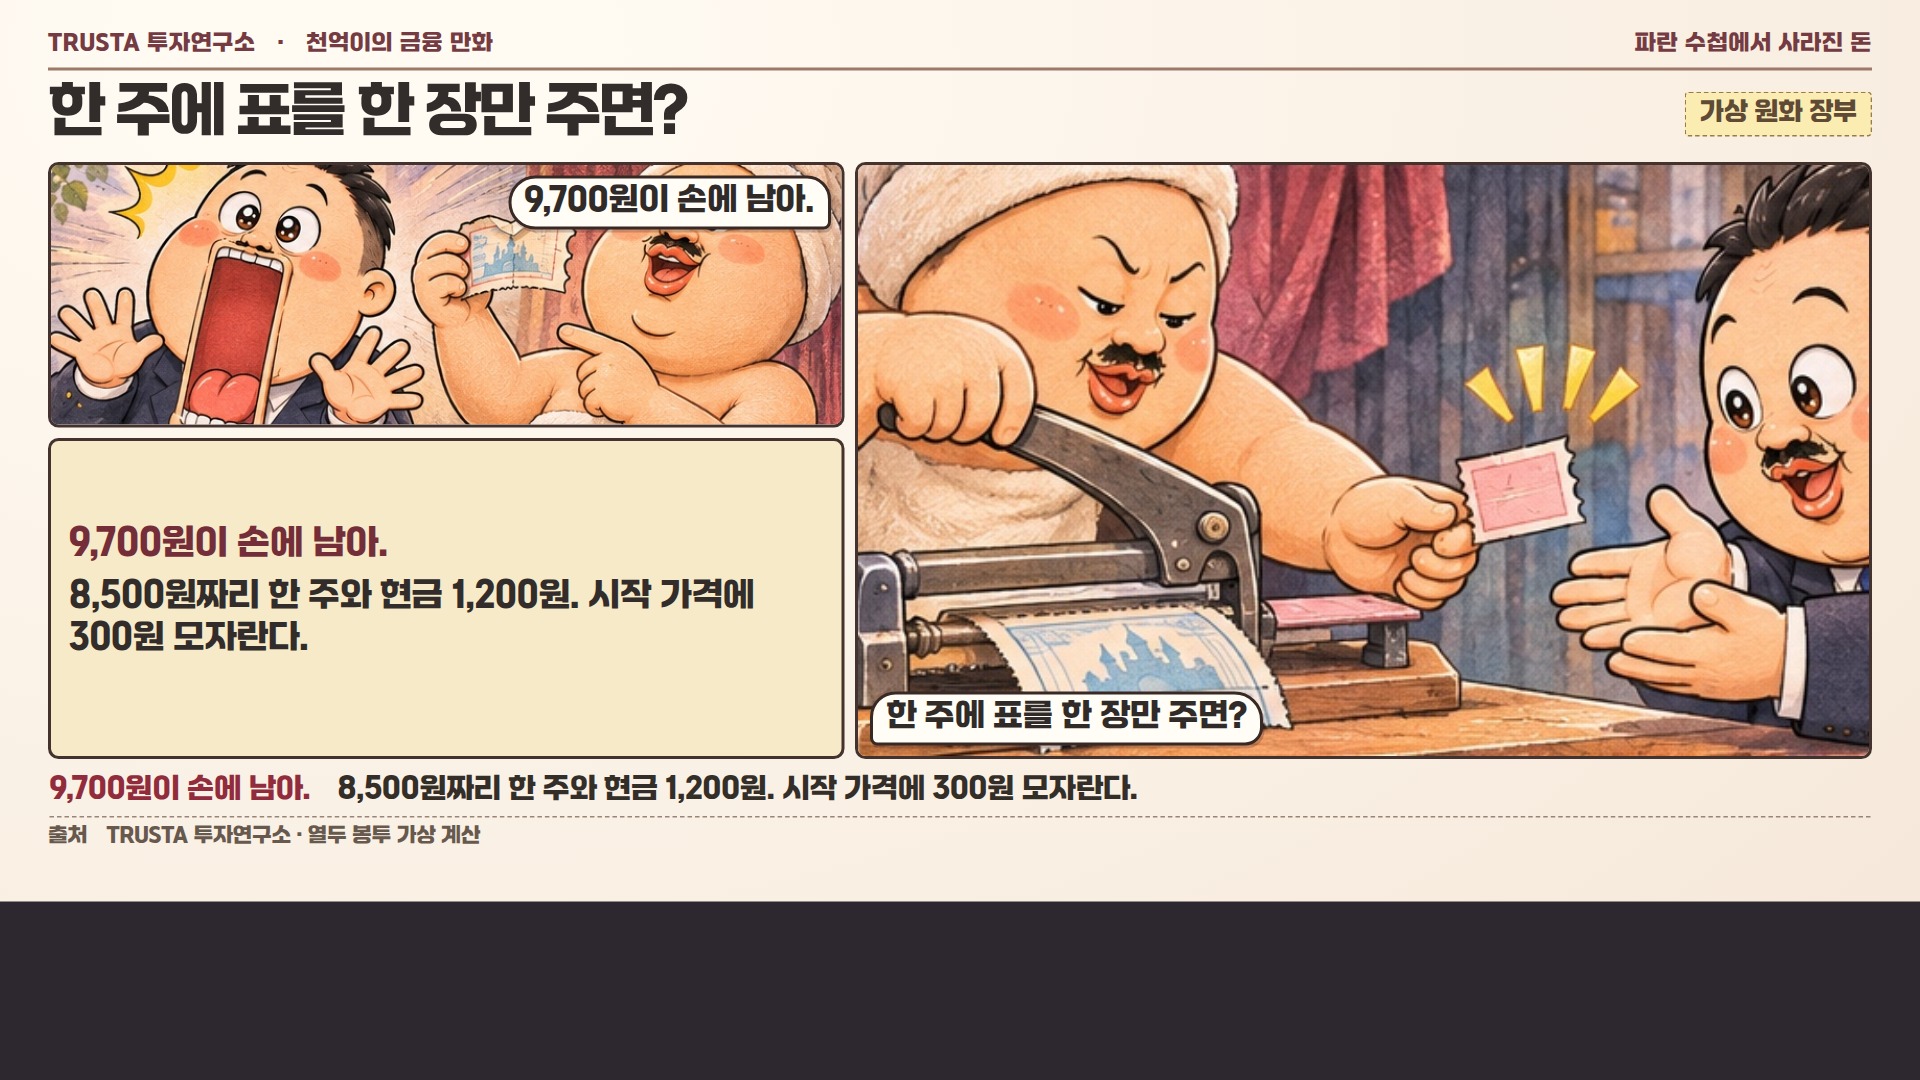 TRUSTA 투자연구소 · 천억이의 금융 만화
파란 수첩에서 사라진 돈
한 주에 표를 한 장만 주면?
가상 원화 장부
9,700원이 손에 남아.
9,700원이 손에 남아.
8,500원짜리 한 주와 현금 1,200원. 시작 가격에
300원 모자란다.
한 주에 표를 한 장만 주면?
9,700원이 손에 남아. 8,500원짜리 한 주와 현금 1,200원. 시작 가격에 300원 모자란다.
출처 TRUSTA 투자연구소 · 열두 봉투 가상 계산